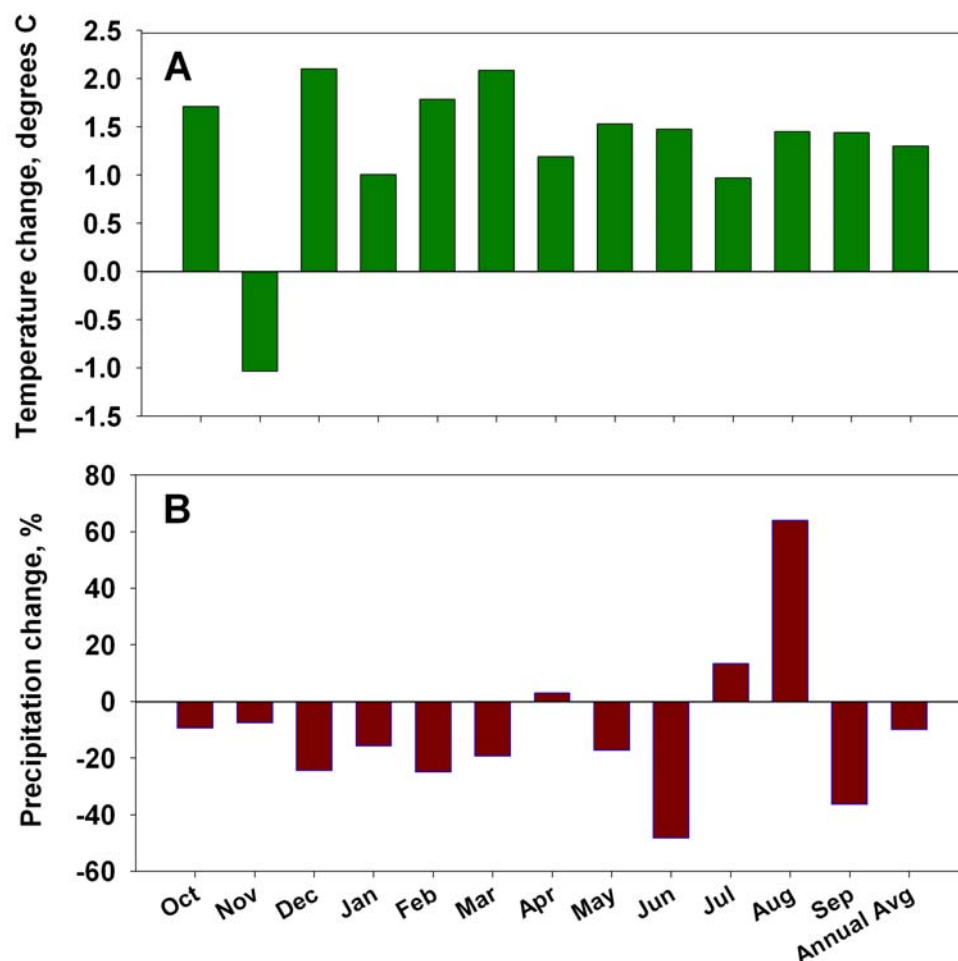 Temperature change, degrees C
A
2.5
2.0
1.5
1.0
0.5
0.0
-0.5
-1.0
-1.5
Precipitation change, %
B
80
60
40
20
0
-20
-40
-60
Oct
Nov
Dec
Jan
Feb
Mar
Apr
May
Jun
Jul
Aug
Sep
Annual Avg